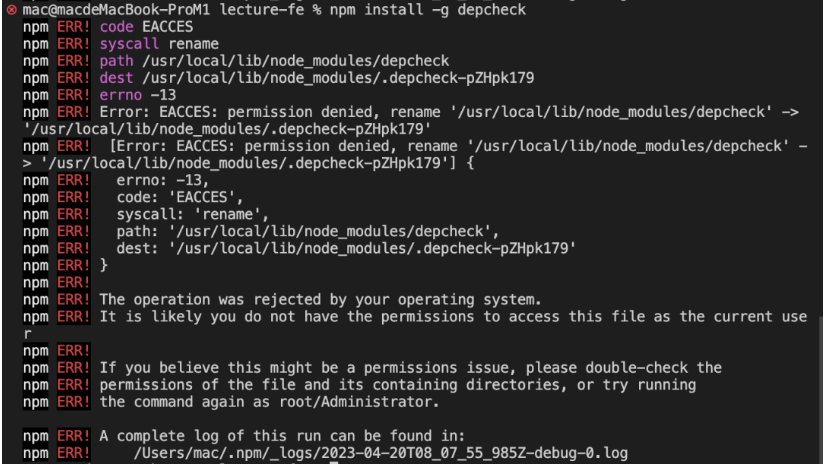 mac@macdeMacBook-ProM1 lecture-fe % npm install -g depcheck
npm ERR! code EACCES
npm ERR! syscall rename
npm ERR! path /usr/local/lib/node_modules/depcheck
npm ERR! dest /usr/local/lib/node_modules/.depcheck-pZHpk179
npm ERR! errno -13
npm ERR! Error: EACCES: permission denied, rename '/usr/local/lib/node_modules/depcheck' ->
'/usr/local/lib/node_modules/.depcheck-pZHpk179'
npm ERR!  [Error: EACCES: permission denied, rename '/usr/local/lib/node_modules/depcheck' -
> '/usr/local/lib/node_modules/.depcheck-pZHpk179'] {
npm ERR!   errno: -13,
npm ERR!   code: 'EACCES',
npm ERR!   syscall: 'rename',
npm ERR!   path: '/usr/local/lib/node_modules/depcheck',
npm ERR!   dest: '/usr/local/lib/node_modules/.depcheck-pZHpk179'
npm ERR! }
npm ERR!
npm ERR! The operation was rejected by your operating system.
npm ERR! It is likely you do not have the permissions to access this file as the current use
r
npm ERR!
npm ERR! If you believe this might be a permissions issue, please double-check the
npm ERR! permissions of the file and its containing directories, or try running
npm ERR! the command again as root/Administrator.
npm ERR! A complete log of this run can be found in:
npm ERR!     /Users/mac/.npm/_logs/2023-04-20T08_07_55_985Z-debug-0.log